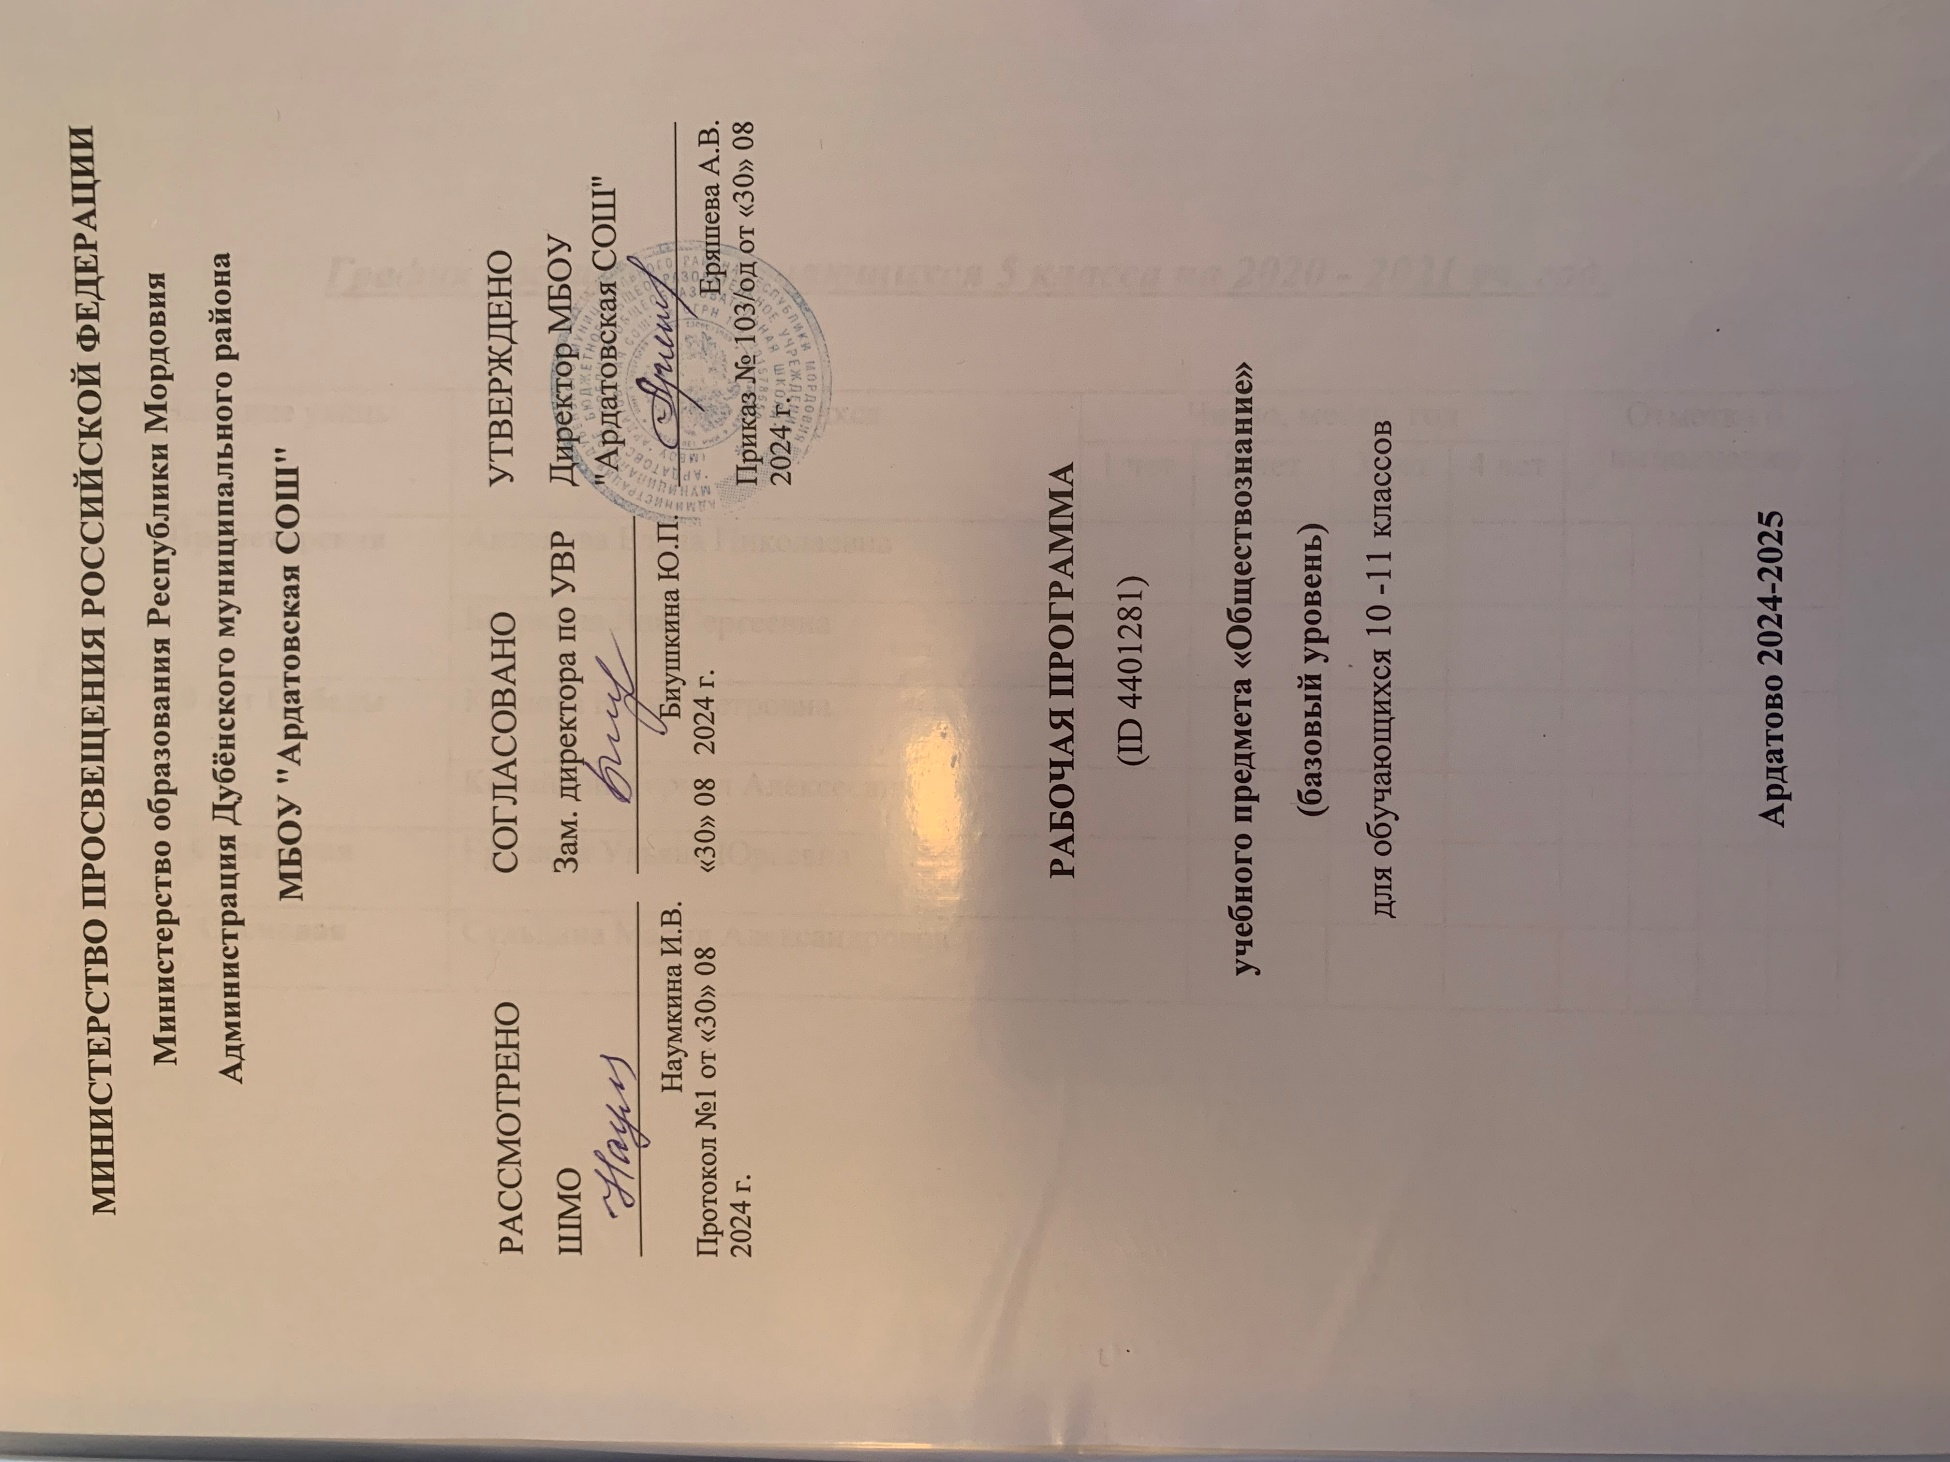 МИНИСТЕРСТВО ПРОСВЕЩЕНИЯ РОССИЙСКОЙ ФЕДЕРАЦИИ
Министерство образования Республики Мордовия
Администрация Дубёнского муниципального района
МБОУ "Ардатовская СОШ"
РАССМОТРЕНО
ШМО
Наумкина И.В.
Протокол №1 от «30» 08
2024 г.
СОГЛАСОВАНО
Зам. директора по УВР
Биушкина Ю.П.
«30» 08 2024 г.
УТВЕРЖДЕНО
Директор МБОУ
"Ардатовская СОШ"
Еряшева А.В.
Приказ № 103/од от «30» 08
2024 г.
РАБОЧАЯ ПРОГРАММА
(ID 4401281)
учебного предмета «Обществознание»
(базовый уровень)
для обучающихся 10 -11 классов
Ардатово 2024-2025